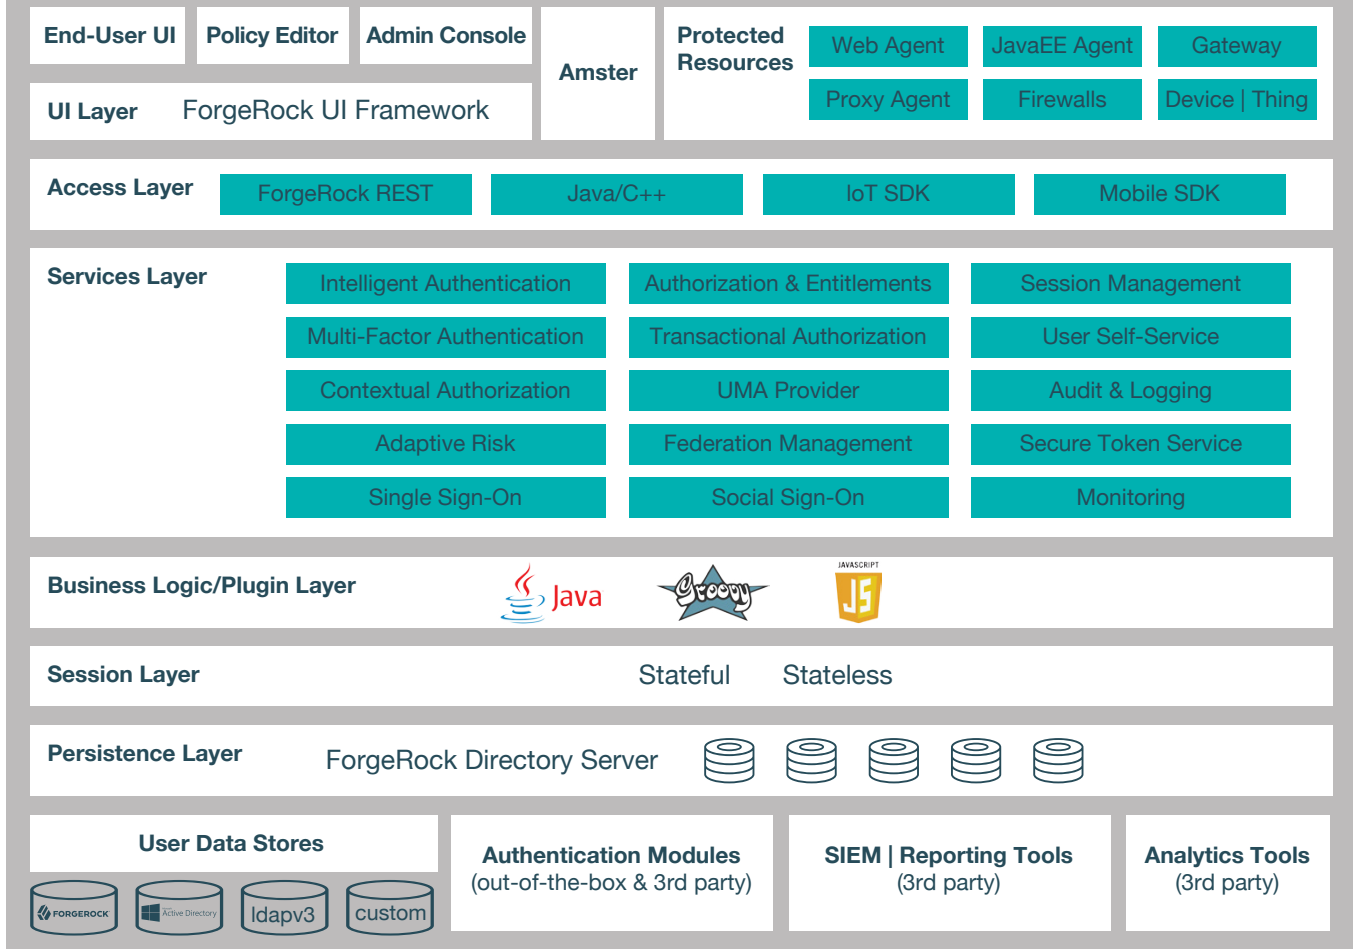 End-User UI
Policy Editor
Admin Console
Amster
Protected
Resources
Web Agent
JavaEE Agent
Gateway
Proxy Agent
Firewalls
Device | Thing
UI Layer
ForgeRock UI Framework
Access Layer
ForgeRock REST
Java/C++
IoT SDK
Mobile SDK
Services Layer
Intelligent Authentication
Authorization & Entitlements
Session Management
Multi-Factor Authentication
Transactional Authorization
User Self-Service
Contextual Authorization
UMA Provider
Audit & Logging
Adaptive Risk
Federation Management
Secure Token Service
Single Sign-On
Social Sign-On
Monitoring
Business Logic/Plugin Layer
Java
Groovy
JAVASCRIPT
JS
Session Layer
Stateful
Stateless
Persistence Layer
ForgeRock Directory Server
User Data Stores
FORGEROCK
Active Directory
ldapv3
custom
Authentication Modules
(out-of-the-box & 3rd party)
SIEM | Reporting Tools
(3rd party)
Analytics Tools
(3rd party)